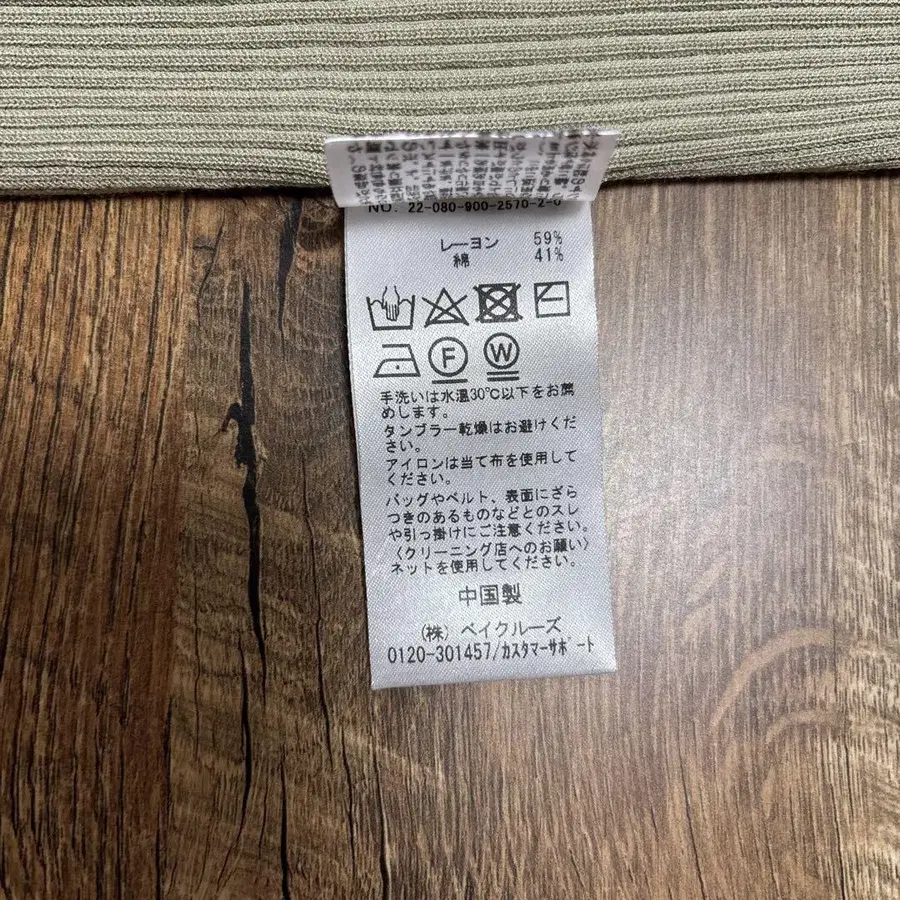 NO. 22-080-900-2570-2-0
レーヨン 59%
綿 41%
F W
手洗いは水温30℃以下をお薦
めします。
タンブラー乾燥はお避けくだ
さい。
アイロンは当て布を使用して
ください。
バッグやベルト、表面にざら
つきのあるものなどとのスレ
や引っ掛けにご注意ください。
〈クリーニング店へのお願い〉
ネットを使用してください。
中国製
(株) ベイクルーズ
0120-301457/カスタマーサポート